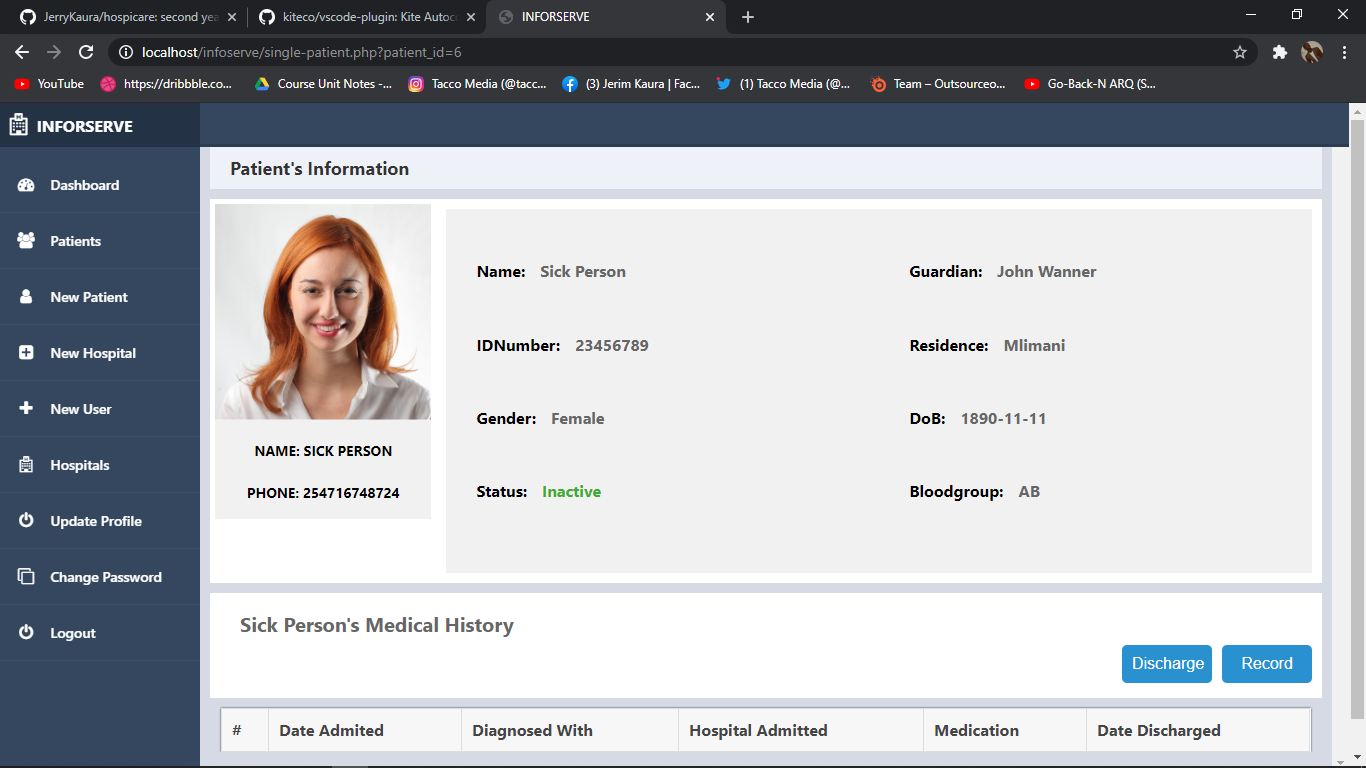 JerryKaura/hospicare: second yea
kiteco/vscode-plugin: Kite Autoco
INFORSERVE
localhost/infoserve/single-patient.php?patient_id=6
YouTube
https://dribbble.co...
Course Unit Notes -...
Tacco Media (@tacc...
(3) Jerim Kaura | Fac...
(1) Tacco Media (@...
Team – Outsourceo...
Go-Back-N ARQ (S...
INFORSERVE
Dashboard
Patients
New Patient
New Hospital
New User
Hospitals
Update Profile
Change Password
Logout
Patient's Information
NAME: SICK PERSON
PHONE: 254716748724
Name: Sick Person
Guardian: John Wanner
IDNumber: 23456789
Residence: Mlimani
Gender: Female
DoB: 1890-11-11
Status: Inactive
Bloodgroup: AB
Sick Person's Medical History
Discharge
Record
# Date Admited Diagnosed With Hospital Admitted Medication Date Discharged